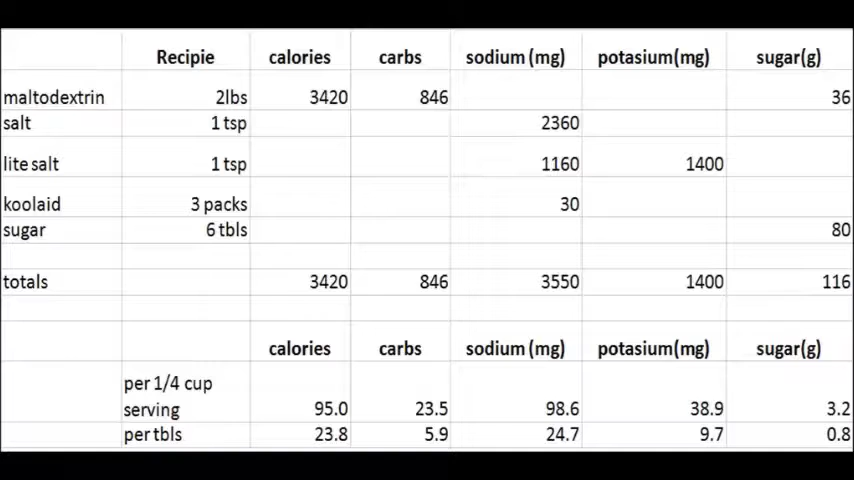 Recipie calories carbs sodium (mg) potasium(mg) sugar(g)
maltodextrin 2lbs 3420 846 36
salt 1 tsp 2360
lite salt 1 tsp 1160 1400
koolaid 3 packs 30
sugar 6 tbls 80
totals 3420 846 3550 1400 116
calories carbs sodium (mg) potasium(mg) sugar(g)
per 1/4 cup
serving 95.0 23.5 98.6 38.9 3.2
per tbls 23.8 5.9 24.7 9.7 0.8